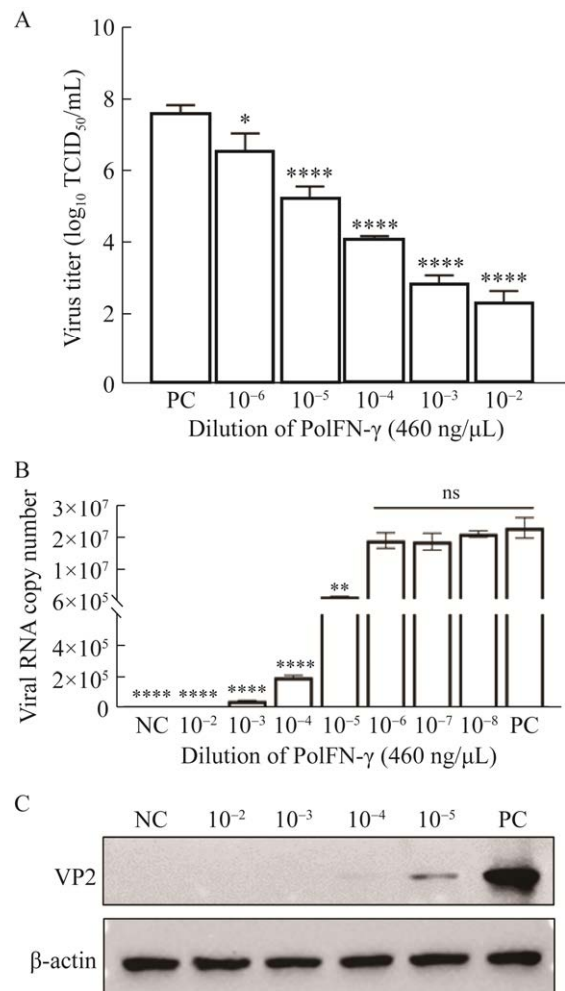 A
10
8
6
4
2
0
Virus titer (log₁₀ TCID₅₀/mL)
* **** **** **** ****
PC 10⁻⁶ 10⁻⁵ 10⁻⁴ 10⁻³ 10⁻²
Dilution of PoIFN-γ (460 ng/μL)
B
3×10⁷
2×10⁷
1×10⁷
6×10⁵
4×10⁵
2×10⁵
0
Viral RNA copy number
ns
**** **** **** **** **
NC 10⁻² 10⁻³ 10⁻⁴ 10⁻⁵ 10⁻⁶ 10⁻⁷ 10⁻⁸ PC
Dilution of PoIFN-γ (460 ng/μL)
C
NC 10⁻² 10⁻³ 10⁻⁴ 10⁻⁵ PC
VP2
β-actin